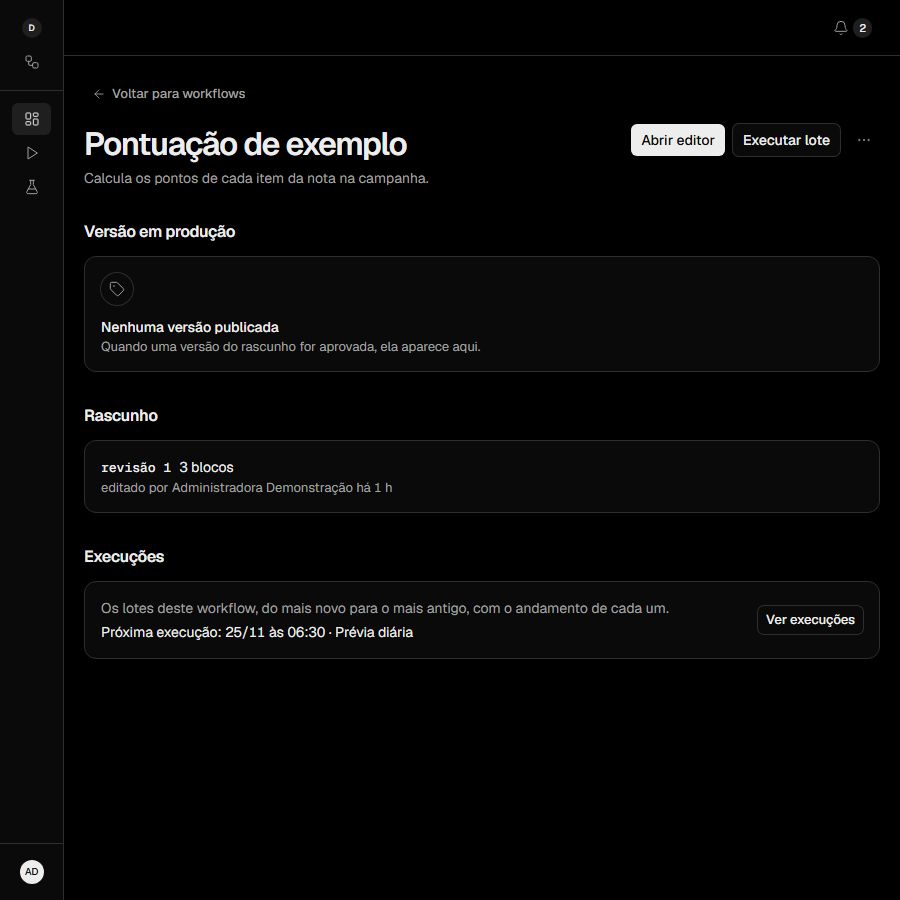 D
2
Voltar para workflows
Pontuação de exemplo
Abrir editor
Executar lote
Calcula os pontos de cada item da nota na campanha.
Versão em produção
Nenhuma versão publicada
Quando uma versão do rascunho for aprovada, ela aparece aqui.
Rascunho
revisão 1 3 blocos
editado por Administradora Demonstração há 1 h
Execuções
Os lotes deste workflow, do mais novo para o mais antigo, com o andamento de cada um.
Próxima execução: 25/11 às 06:30 · Prévia diária
Ver execuções
AD